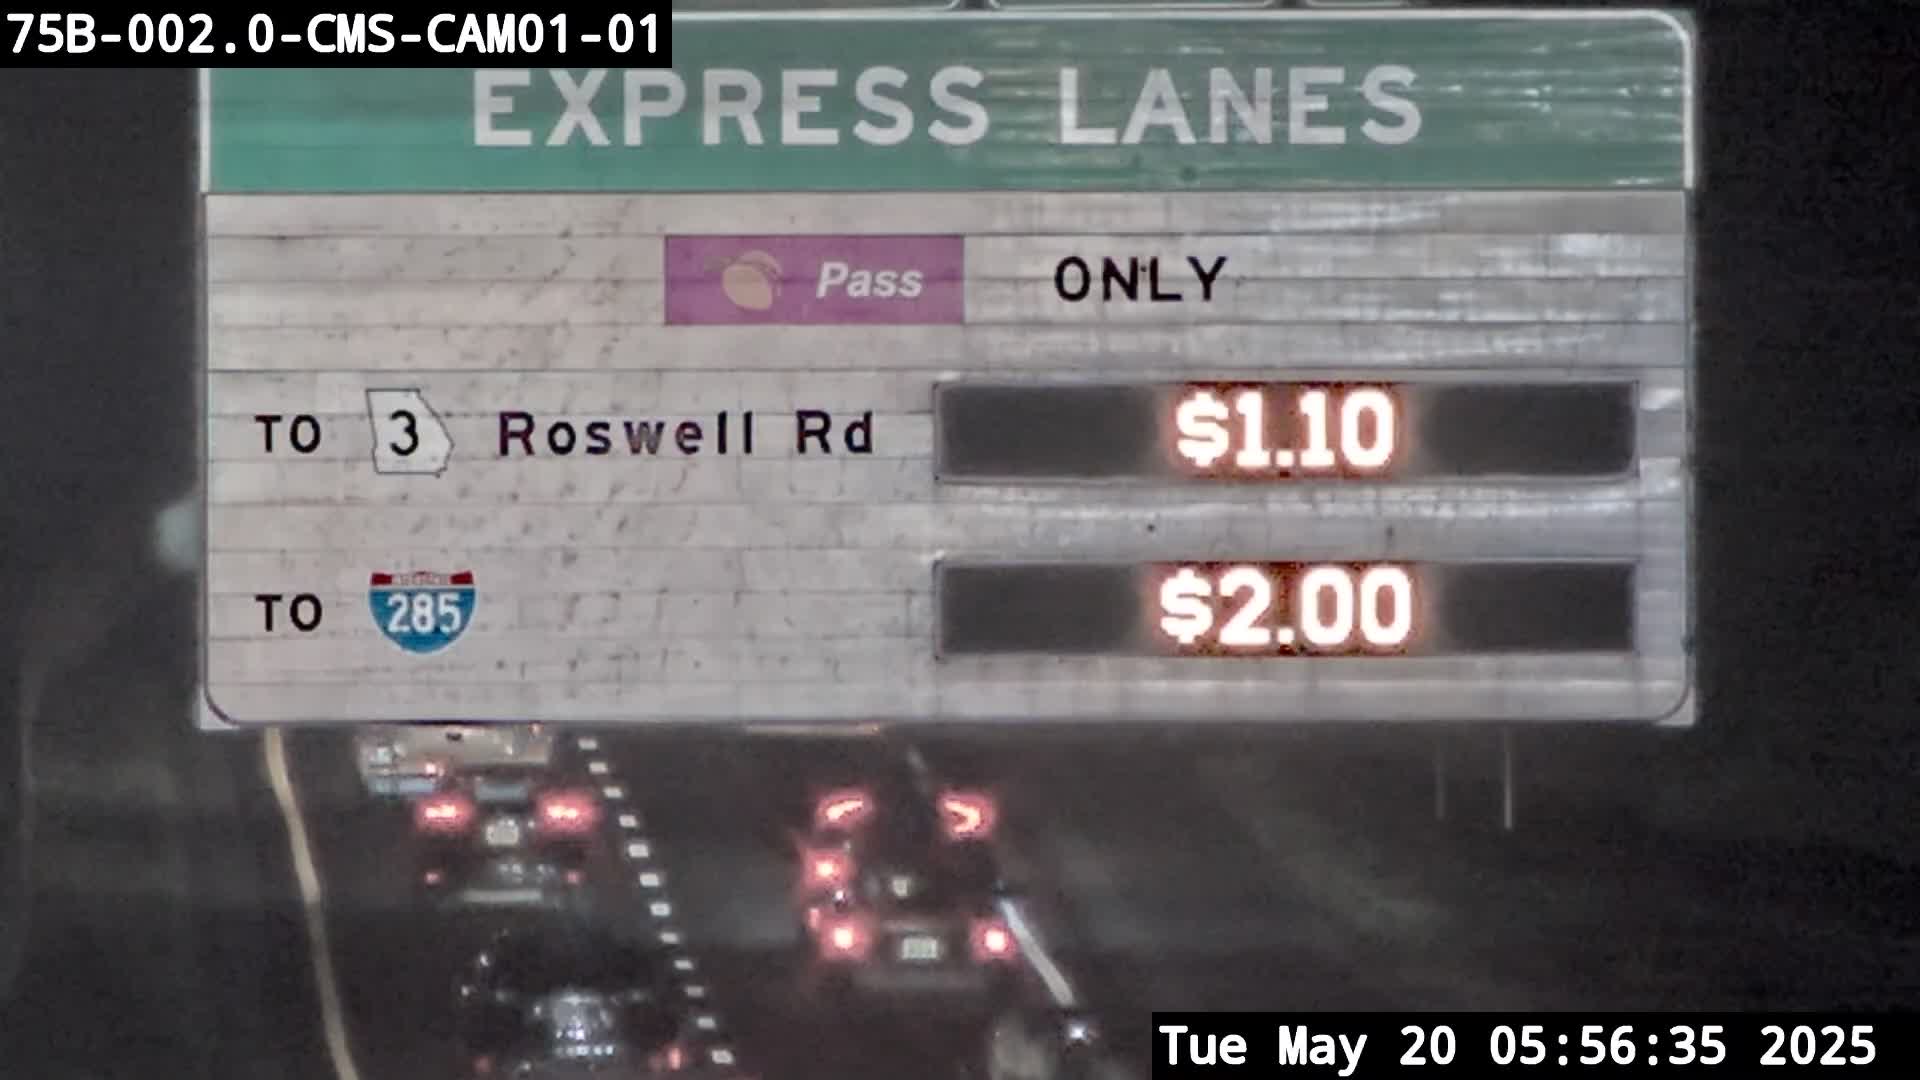 75B-002.0-CMS-CAM01-01
EXPRESS LANES
Pass ONLY
TO 3 Roswell Rd $1.10
TO 285 $2.00
Tue May 20 05:56:35 2025